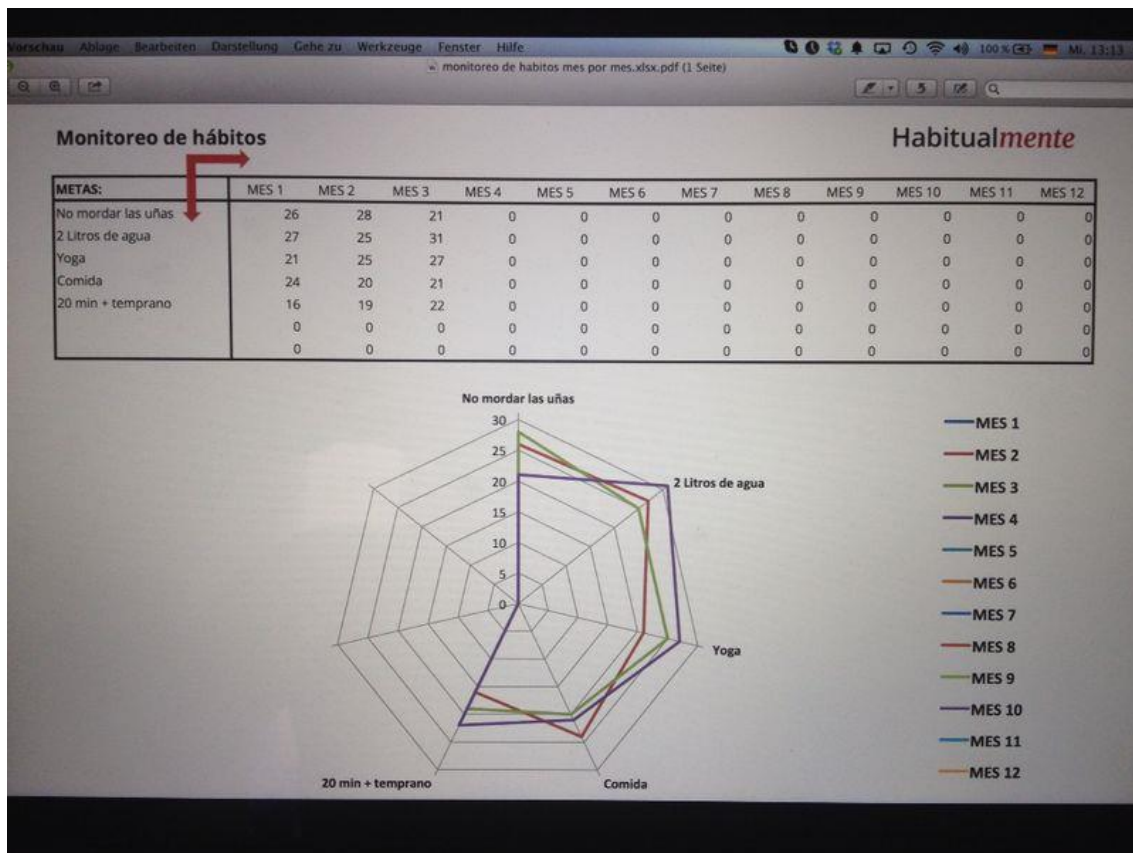 Vorschau Ablage Bearbeiten Darstellung Gehe zu Werkzeuge Fenster Hilfe 100 % Mi. 13:13
monitoreo de habitos mes por mes.xlsx.pdf (1 Seite)
Monitoreo de hábitos
Habitualmente
METAS: MES 1 MES 2 MES 3 MES 4 MES 5 MES 6 MES 7 MES 8 MES 9 MES 10 MES 11 MES 12
No mordar las uñas 26 28 21 0 0 0 0 0 0 0 0 0
2 Litros de agua 27 25 31 0 0 0 0 0 0 0 0 0
Yoga 21 25 27 0 0 0 0 0 0 0 0 0
Comida 24 20 21 0 0 0 0 0 0 0 0 0
20 min + temprano 16 19 22 0 0 0 0 0 0 0 0 0
0 0 0 0 0 0 0 0 0 0 0 0
0 0 0 0 0 0 0 0 0 0 0 0
No mordar las uñas
30
25
20
15
10
5
0
2 Litros de agua
Yoga
Comida
20 min + temprano
MES 1
MES 2
MES 3
MES 4
MES 5
MES 6
MES 7
MES 8
MES 9
MES 10
MES 11
MES 12